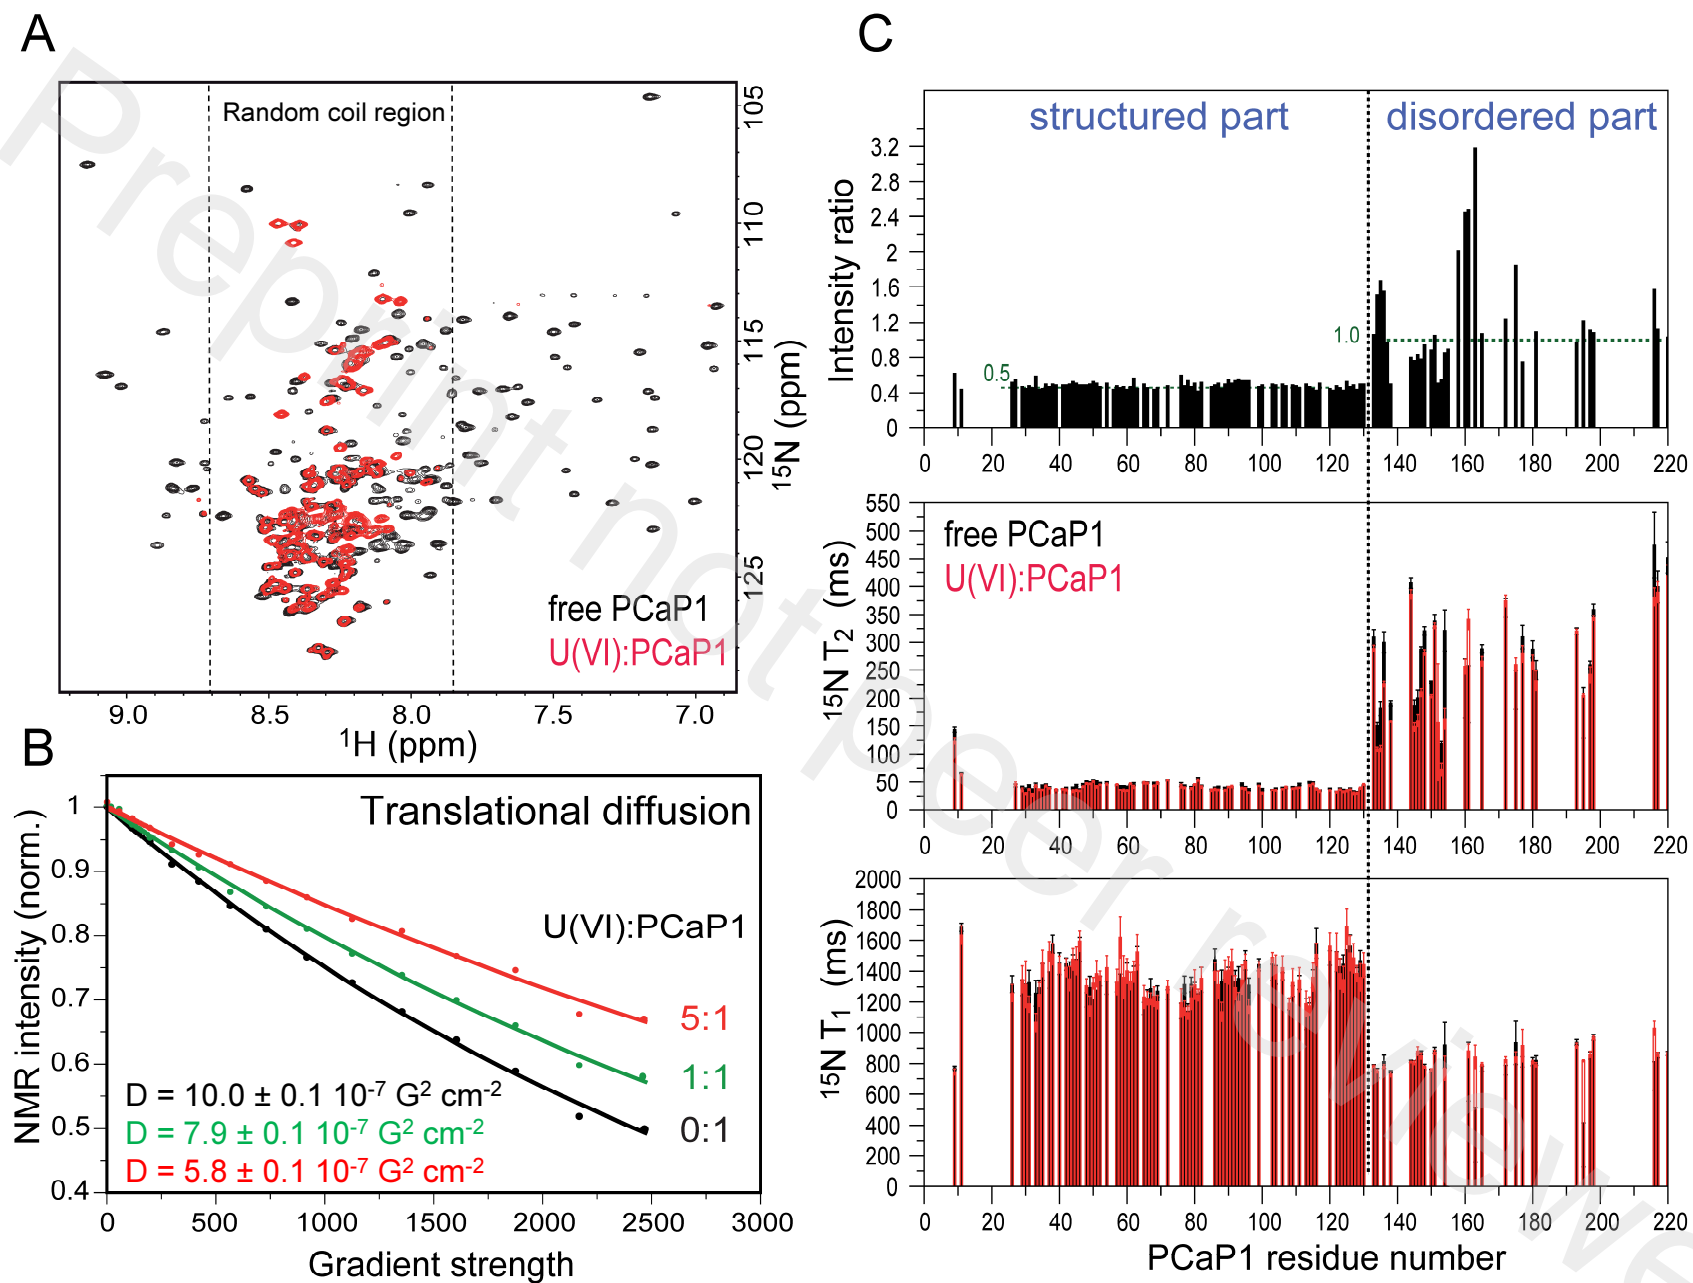 A
Random coil region
105
110
115
120
125
15N (ppm)
free PCaP1
U(VI):PCaP1
9.0 8.5 8.0 7.5 7.0
1H (ppm)
B
Translational diffusion
U(VI):PCaP1
5:1
1:1
0:1
D = 10.0 ± 0.1 10-7 G2 cm-2
D = 7.9 ± 0.1 10-7 G2 cm-2
D = 5.8 ± 0.1 10-7 G2 cm-2
1
0.9
0.8
0.7
0.6
0.5
0.4
NMR intensity (norm.)
0 500 1000 1500 2000 2500 3000
Gradient strength
C
structured part disordered part
3.2
2.8
2.4
2
1.6
1.2
0.8
0.4
0
Intensity ratio
1.0
0.5
0 20 40 60 80 100 120 140 160 180 200 220
free PCaP1
U(VI):PCaP1
550
500
450
400
350
300
250
200
150
100
50
0
15N T2 (ms)
0 20 40 60 80 100 120 140 160 180 200 220
2000
1800
1600
1400
1200
1000
800
600
400
200
0
15N T1 (ms)
0 20 40 60 80 100 120 140 160 180 200 220
PCaP1 residue number
Preprint not peer reviewe